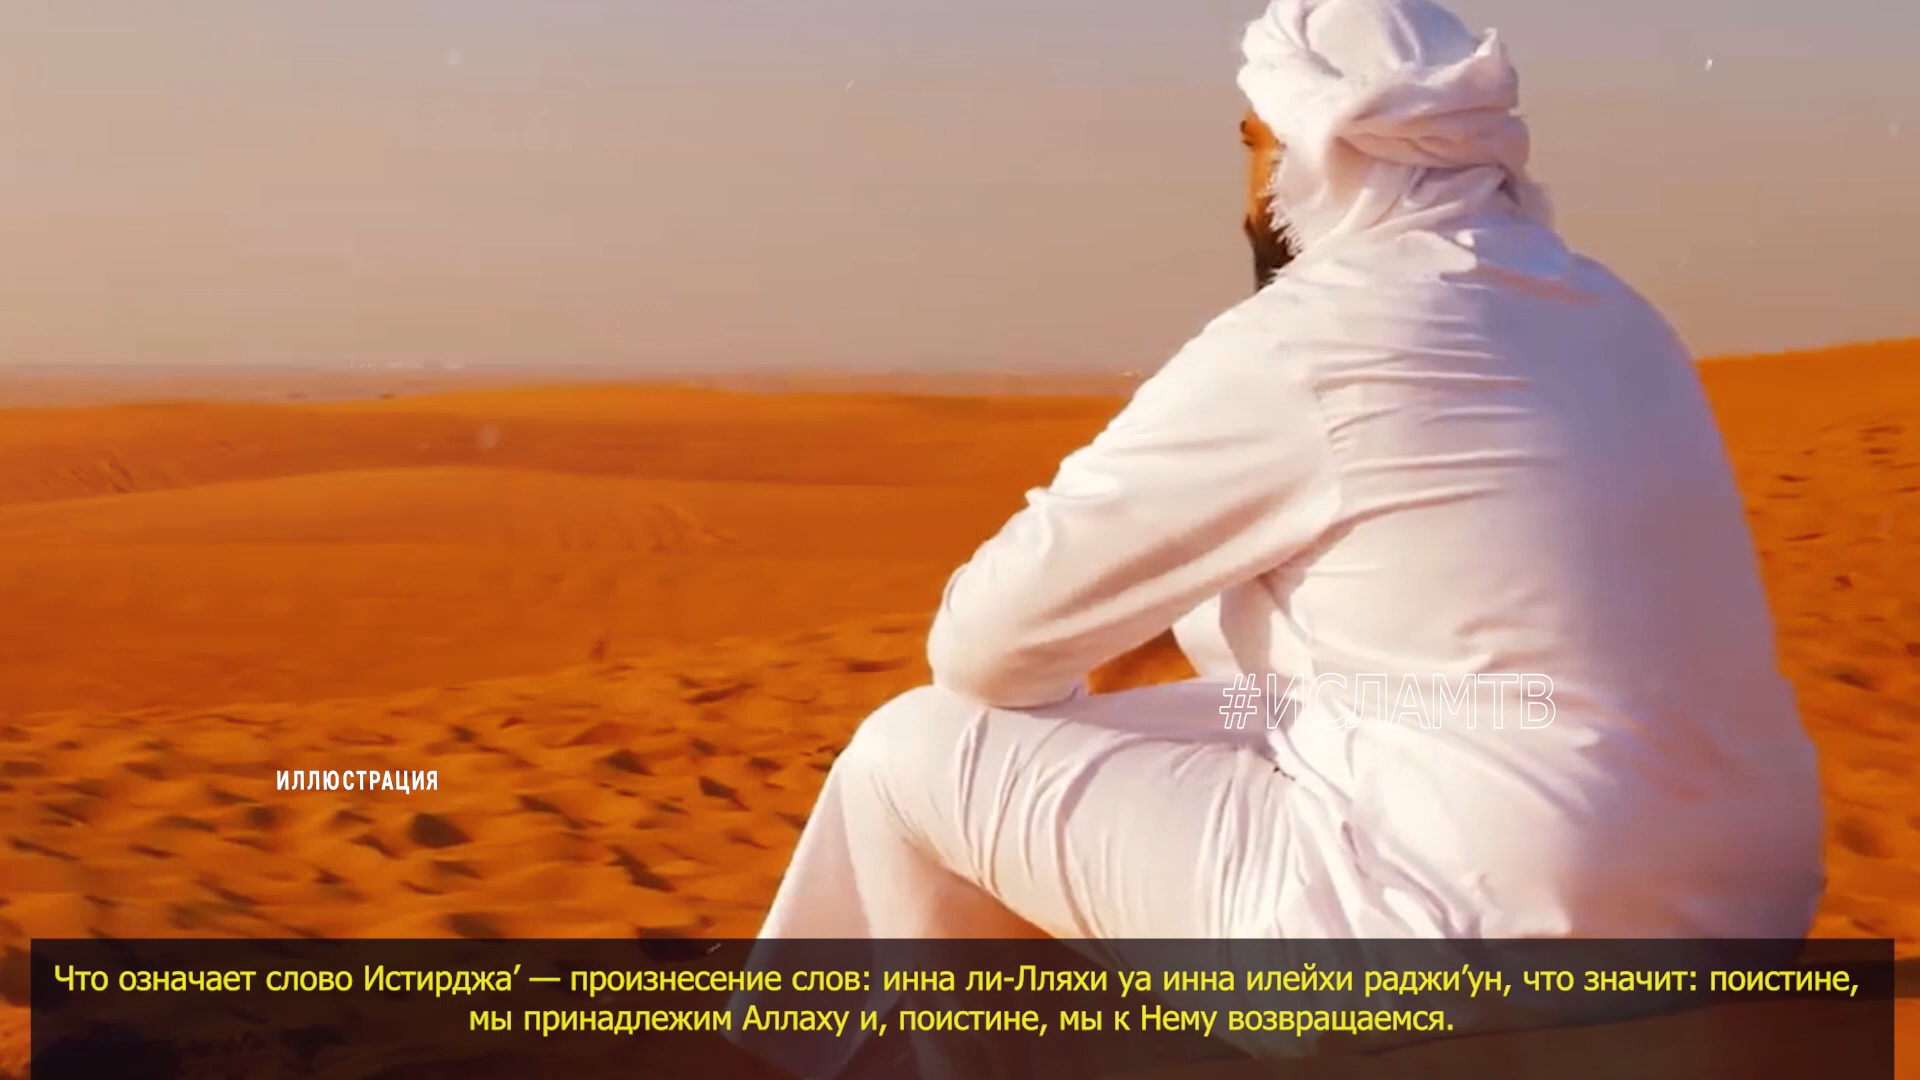 #ИСЛАМТВ
ИЛЛЮСТРАЦИЯ
Что означает слово Истирджа’ — произнесение слов: инна ли-Лляхи уа инна илейхи раджи’ун, что значит: поистине,
мы принадлежим Аллаху и, поистине, мы к Нему возвращаемся.